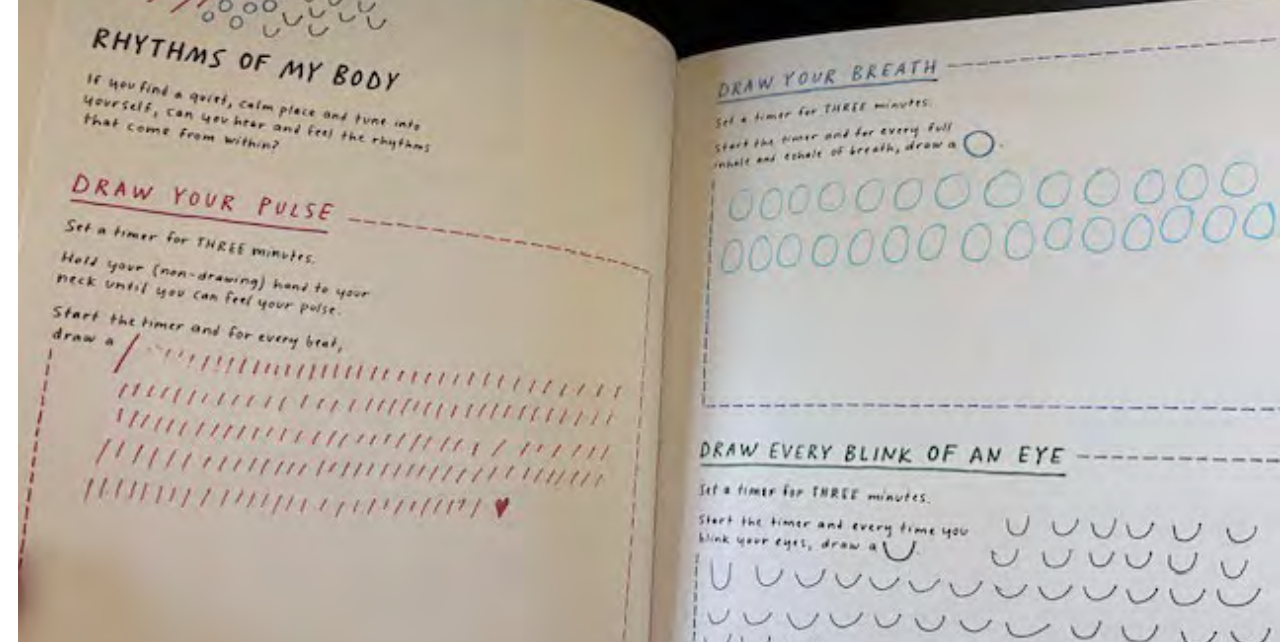 RHYTHMS OF MY BODY
If you find a quiet, calm place and tune into
yourself, can you hear and feel the rhythms
that come from within?
DRAW YOUR PULSE
Set a timer for THREE minutes.
Hold your (non-drawing) hand to your
neck until you can feel your pulse.
Start the timer and for every beat,
draw a /
DRAW YOUR BREATH
Set a timer for THREE minutes.
Start the timer and for every full
inhale and exhale of breath, draw a
DRAW EVERY BLINK OF AN EYE
Set a timer for THREE minutes.
Start the timer and every time you
blink your eyes, draw a